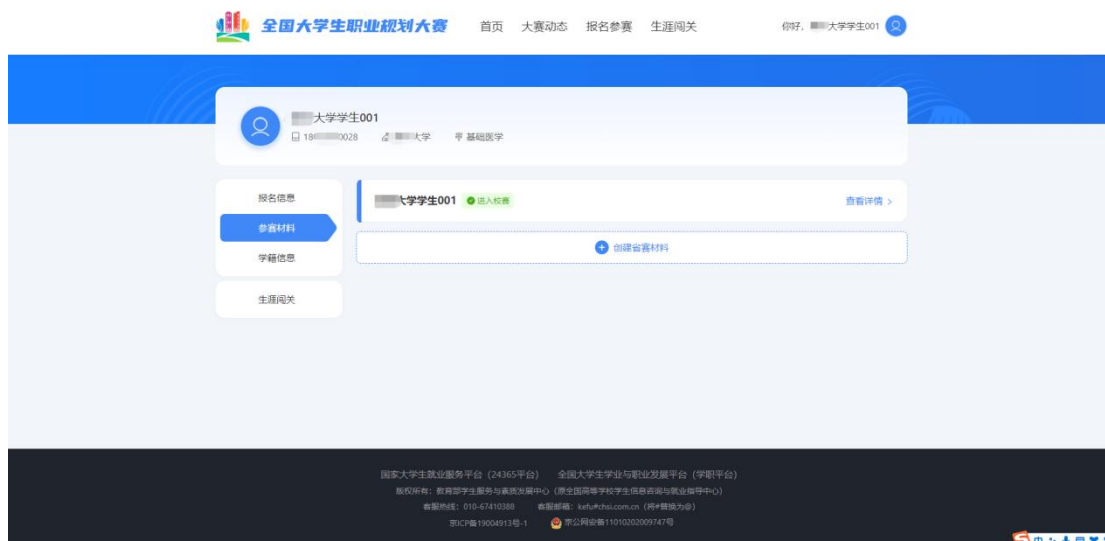 全国大学生职业规划大赛 首页 大赛动态 报名参赛 生涯闯关 你好, 大学学生001
大学学生001
18 0028 大学 基础医学
报名信息
参赛材料
学籍信息
生涯闯关
大学学生001 进入校赛 查看详情 >
创建省赛材料
国家大学生就业服务平台（24365平台） 全国大学生学业与职业发展平台（学职平台）
版权所有：教育部学生服务与素质发展中心（原全国高等学校学生信息咨询与就业指导中心）
客服热线：010-67410388 客服邮箱：kefu#chsi.com.cn（将#替换为@）
京ICP备19004913号-1 京公网安备11010202009747号
中